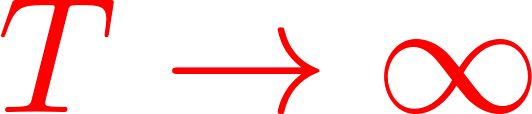 T → ∞